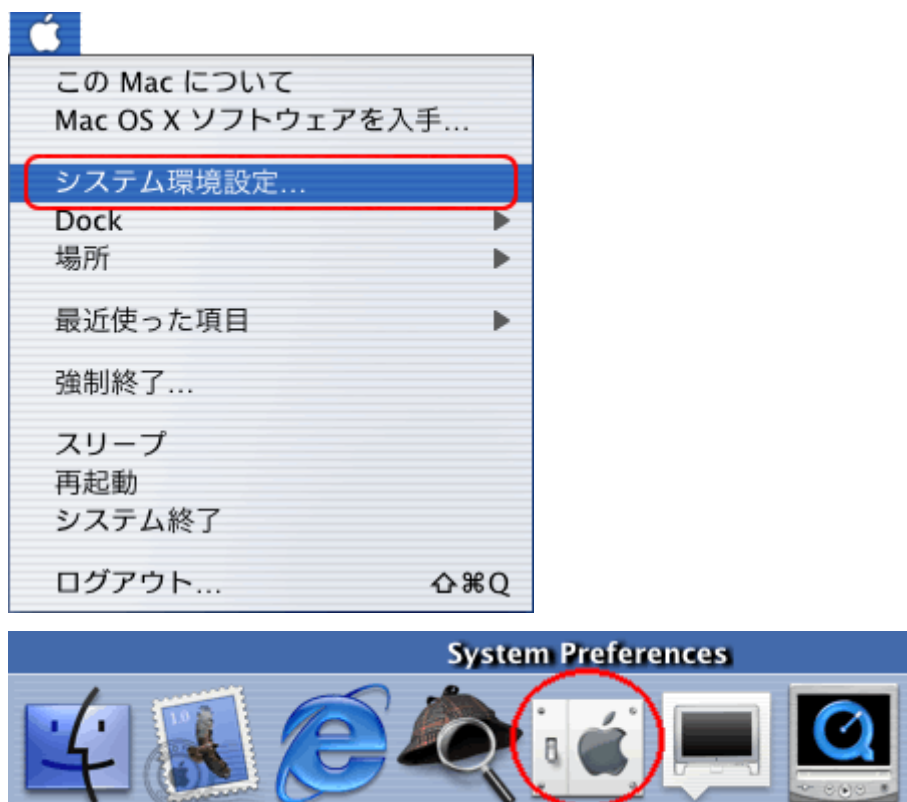 この Mac について
Mac OS X ソフトウェアを入手...
システム環境設定...
Dock
場所
最近使った項目
強制終了...
スリープ
再起動
システム終了
ログアウト... ⇧⌘Q
System Preferences
1.0